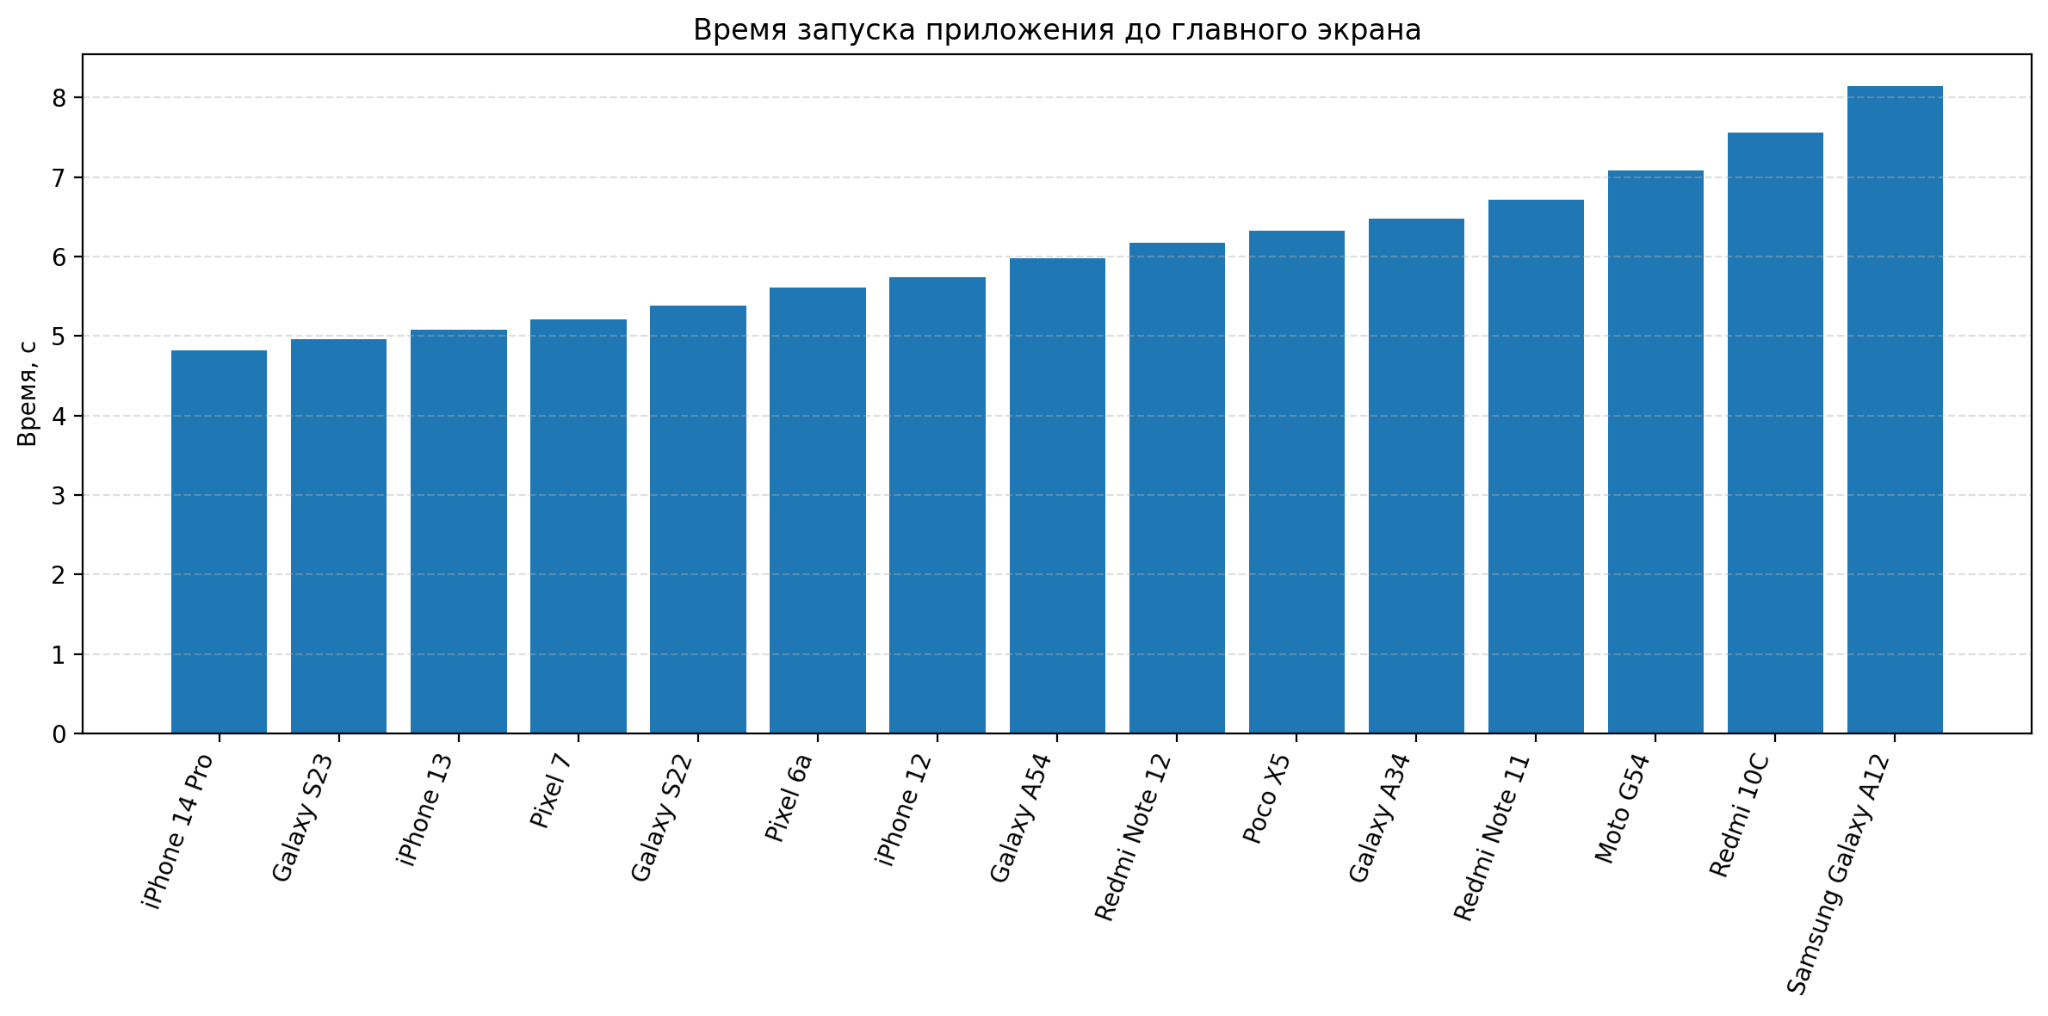 Время запуска приложения до главного экрана
Время, с
8
7
6
5
4
3
2
1
0
iPhone 14 Pro
Galaxy S23
iPhone 13
Pixel 7
Galaxy S22
Pixel 6a
iPhone 12
Galaxy A54
Redmi Note 12
Poco X5
Galaxy A34
Redmi Note 11
Moto G54
Redmi 10C
Samsung Galaxy A12